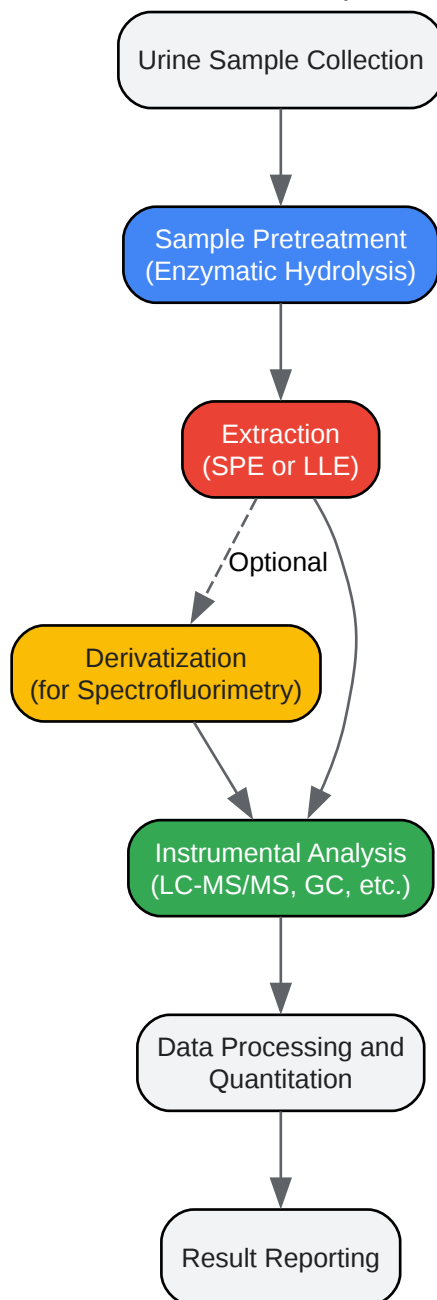 Urine Sample Collection
Sample Pretreatment
(Enzymatic Hydrolysis)
Extraction
(SPE or LLE)
Optional
Derivatization
(for Spectrofluorimetry)
Instrumental Analysis
(LC-MS/MS, GC, etc.)
Data Processing and
Quantitation
Result Reporting